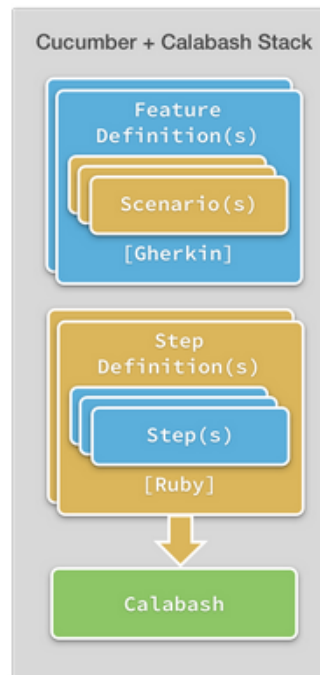 Cucumber + Calabash Stack
Feature
Definition(s)
Scenario(s)
[Gherkin]
Step
Definition(s)
Step(s)
[Ruby]
Calabash